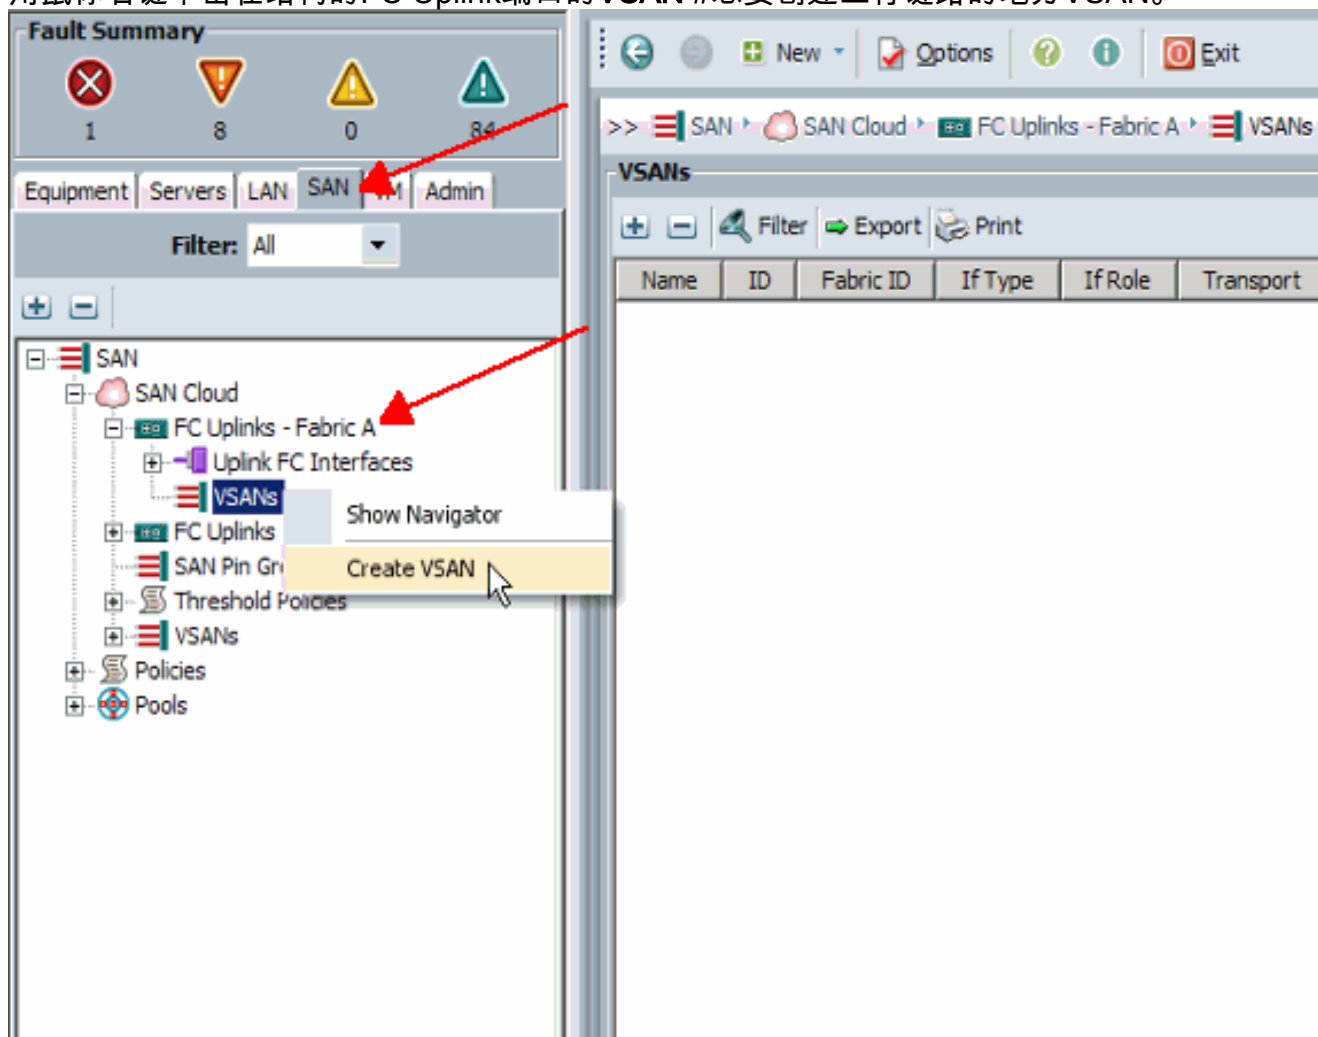 Fault Summary
1 8 0 84
Equipment Servers LAN SAN VM Admin
Filter: All
SAN
SAN Cloud
FC Uplinks - Fabric A
Uplink FC Interfaces
VSANs
FC Uplinks
SAN Pin
Threshold Policies
VSANs
Policies
Pools
Show Navigator
Create VSAN
New Options Exit
>> SAN SAN Cloud FC Uplinks - Fabric A VSANs
VSANs
Filter Export Print
Name ID Fabric ID If Type If Role Transport